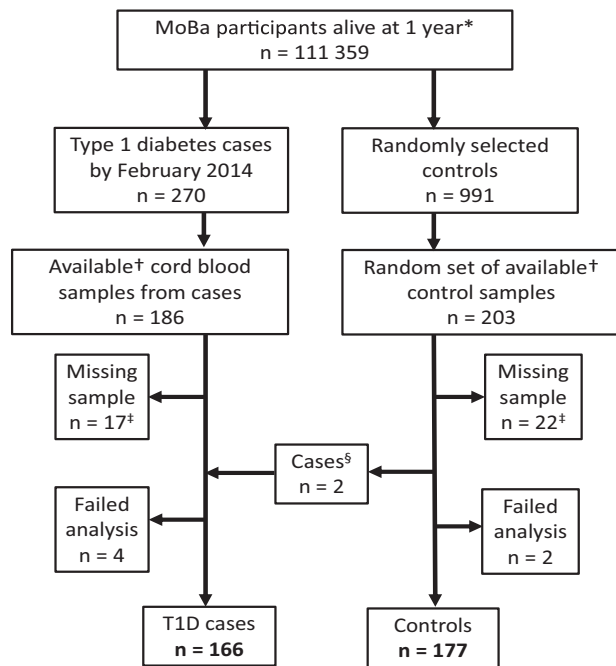 MoBa participants alive at 1 year*
n = 111 359
Type 1 diabetes cases
by February 2014
n = 270
Randomly selected
controls
n = 991
Available† cord blood
samples from cases
n = 186
Random set of available†
control samples
n = 203
Missing
sample
n = 17‡
Missing
sample
n = 22‡
Cases§
n = 2
Failed
analysis
n = 4
Failed
analysis
n = 2
T1D cases
n = 166
Controls
n = 177